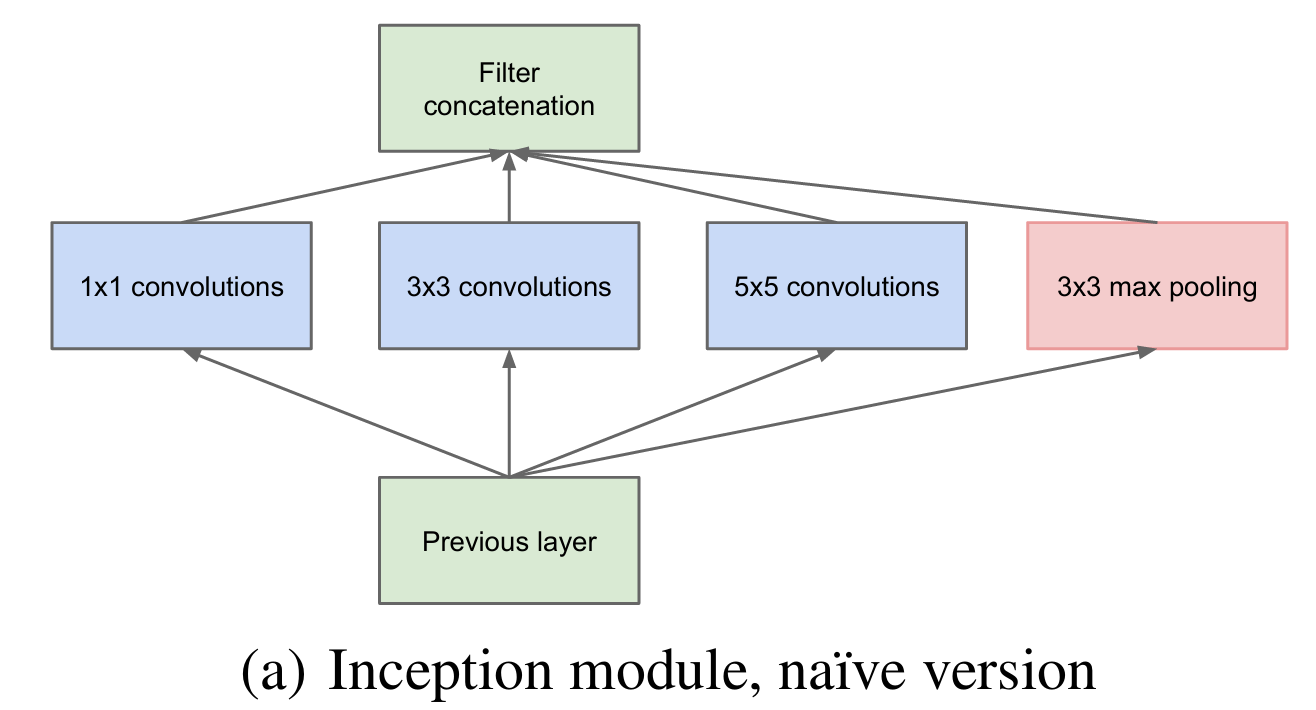 Filter
concatenation
1x1 convolutions
3x3 convolutions
5x5 convolutions
3x3 max pooling
Previous layer
(a) Inception module, naïve version